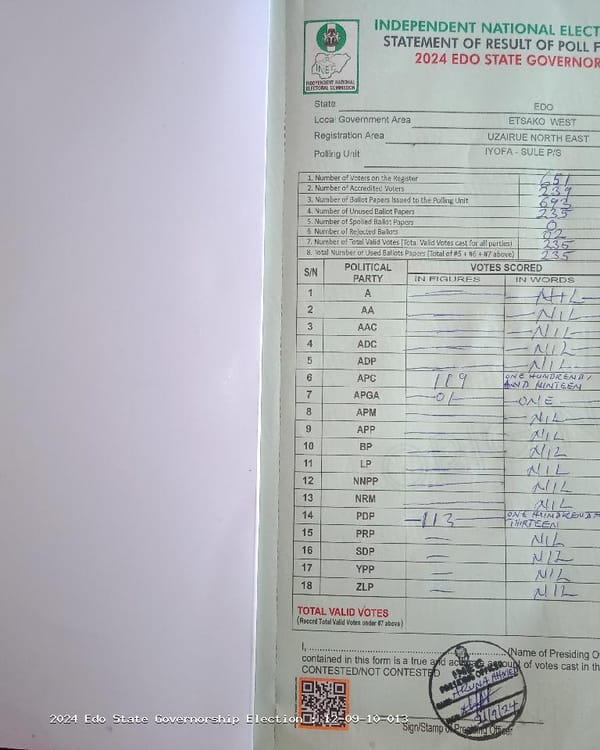 INDEPENDENT NATIONAL ELECT
STATEMENT OF RESULT OF POLL F
2024 EDO STATE GOVERNOR
INEC
INDEPENDENT NATIONAL
ELECTORAL COMMISSION
State EDO
Local Government Area ETSAKO WEST
Registration Area UZAIRUE NORTH EAST
Polling Unit IYOFA - SULE P/S
1. Number of Voters on the Register 651
2. Number of Accredited Voters 239
3. Number of Ballot Papers Issued to the Polling Unit 693
4. Number of Unused Ballot Papers 235
5. Number of Spoiled Ballot Papers 0
6. Number of Rejected Ballots 02
7. Number of Total Valid Votes (Total Valid Votes cast for all parties) 235
8. Total Number of Used Ballots Papers (Total of #5 + #6 + #7 above) 235
S/N POLITICAL PARTY VOTES SCORED
IN FIGURES IN WORDS
1 A NIL
2 AA NIL
3 AAC NIL
4 ADC NIL
5 ADP NIL
6 APC 119 ONE HUNDREND, AND NINTEEN
7 APGA 01 ONE
8 APM NIL
9 APP NIL
10 BP NIL
11 LP NIL
12 NNPP NIL
13 NRM NIL
14 PDP 113 ONE HUNDREND THIRTEEN
15 PRP NIL
16 SDP NIL
17 YPP NIL
18 ZLP NIL
TOTAL VALID VOTES
(Record Total Valid Votes under #7 above)
I, (Name of Presiding O
contained in this form is a true and account of votes cast in th
CONTESTED/NOT CONTESTED
INEC
PRESIDING OFFICER
21/9/24
Sign/Stamp of Presiding Officer
2024 Edo State Governorship Election 12-09-10-013